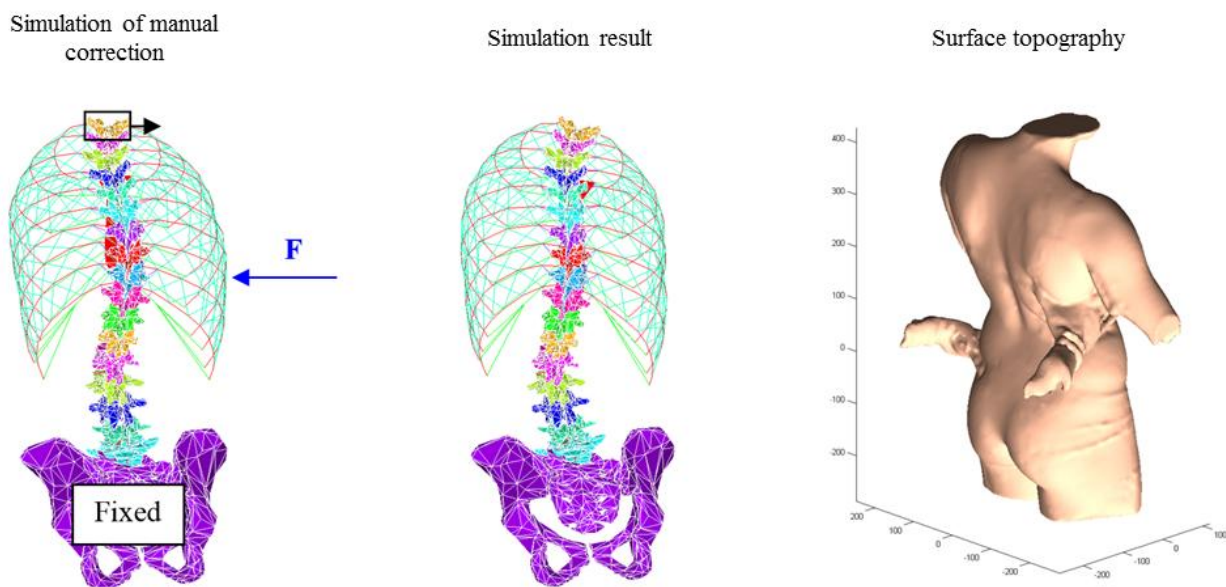 Simulation of manual
correction
Simulation result
Surface topography
F
Fixed
400
300
200
100
0
-100
-200
200
100
0
-100
-200
-200
-100
0
100